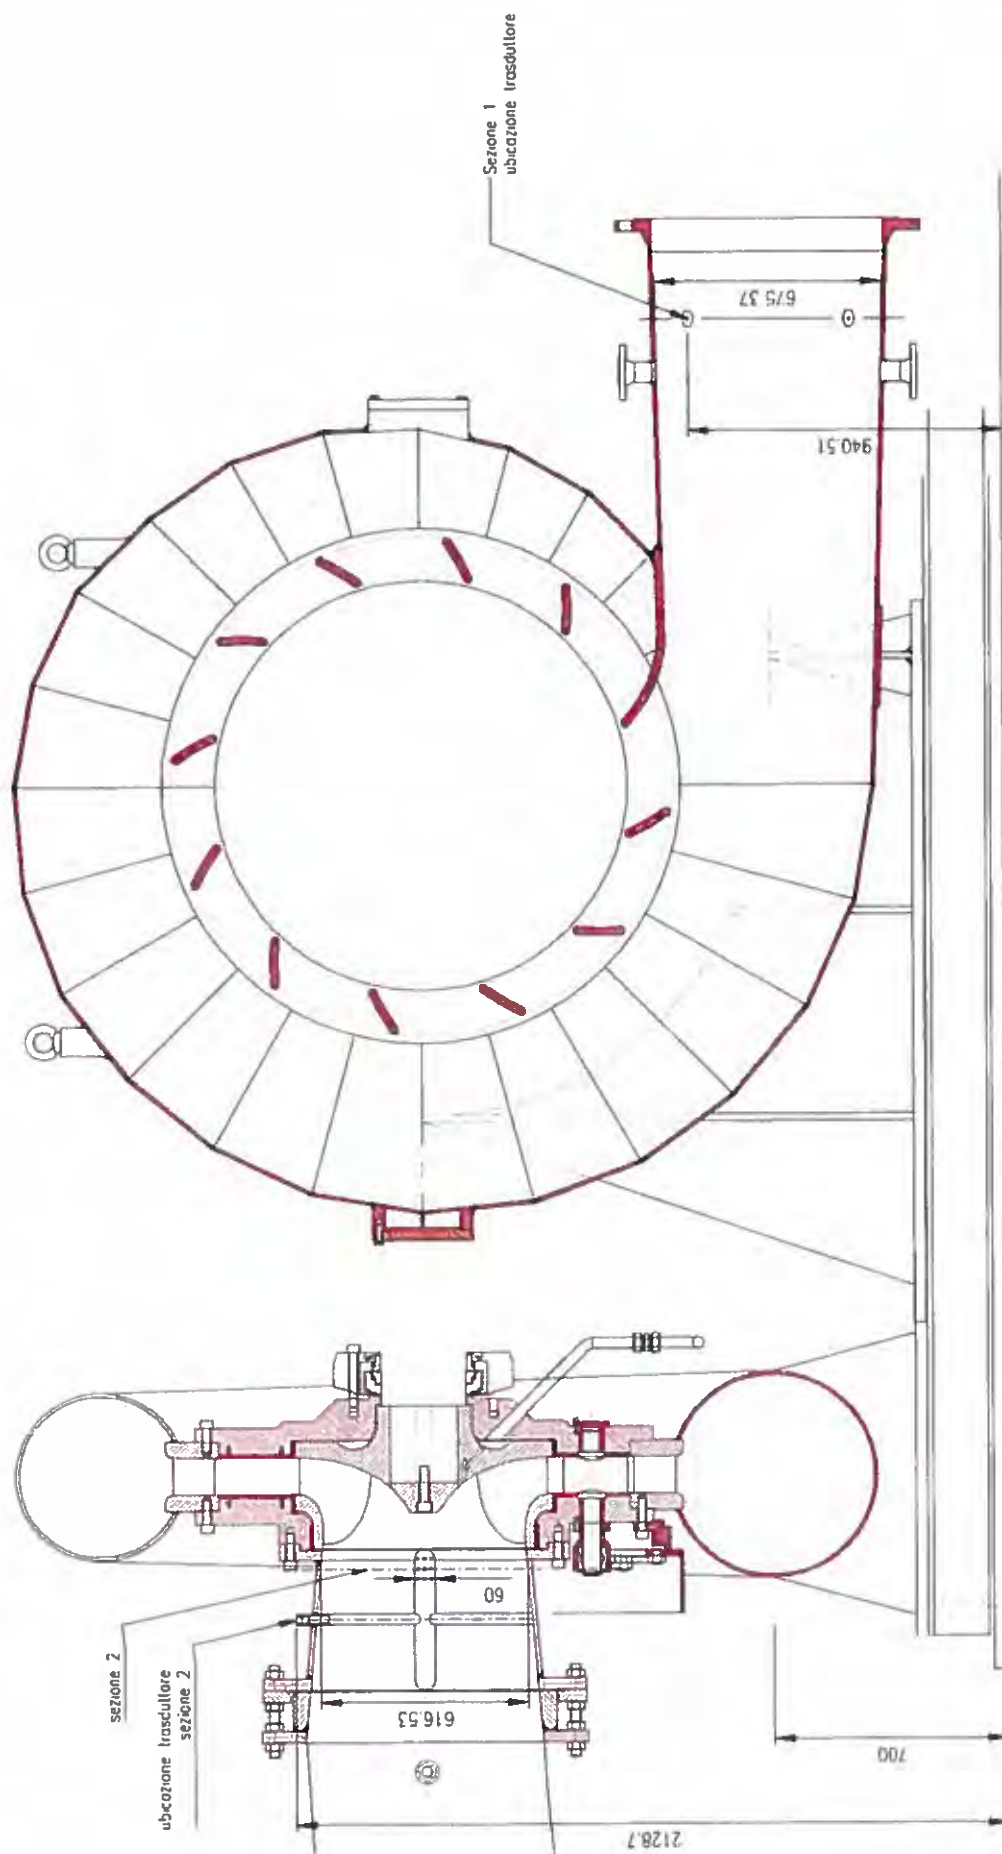 Sezione 1
ubicazione trasduttore
675.37
940.51
sezione 2
ubicazione trasduttore
sezione 2
60
616.53
700
2128.7